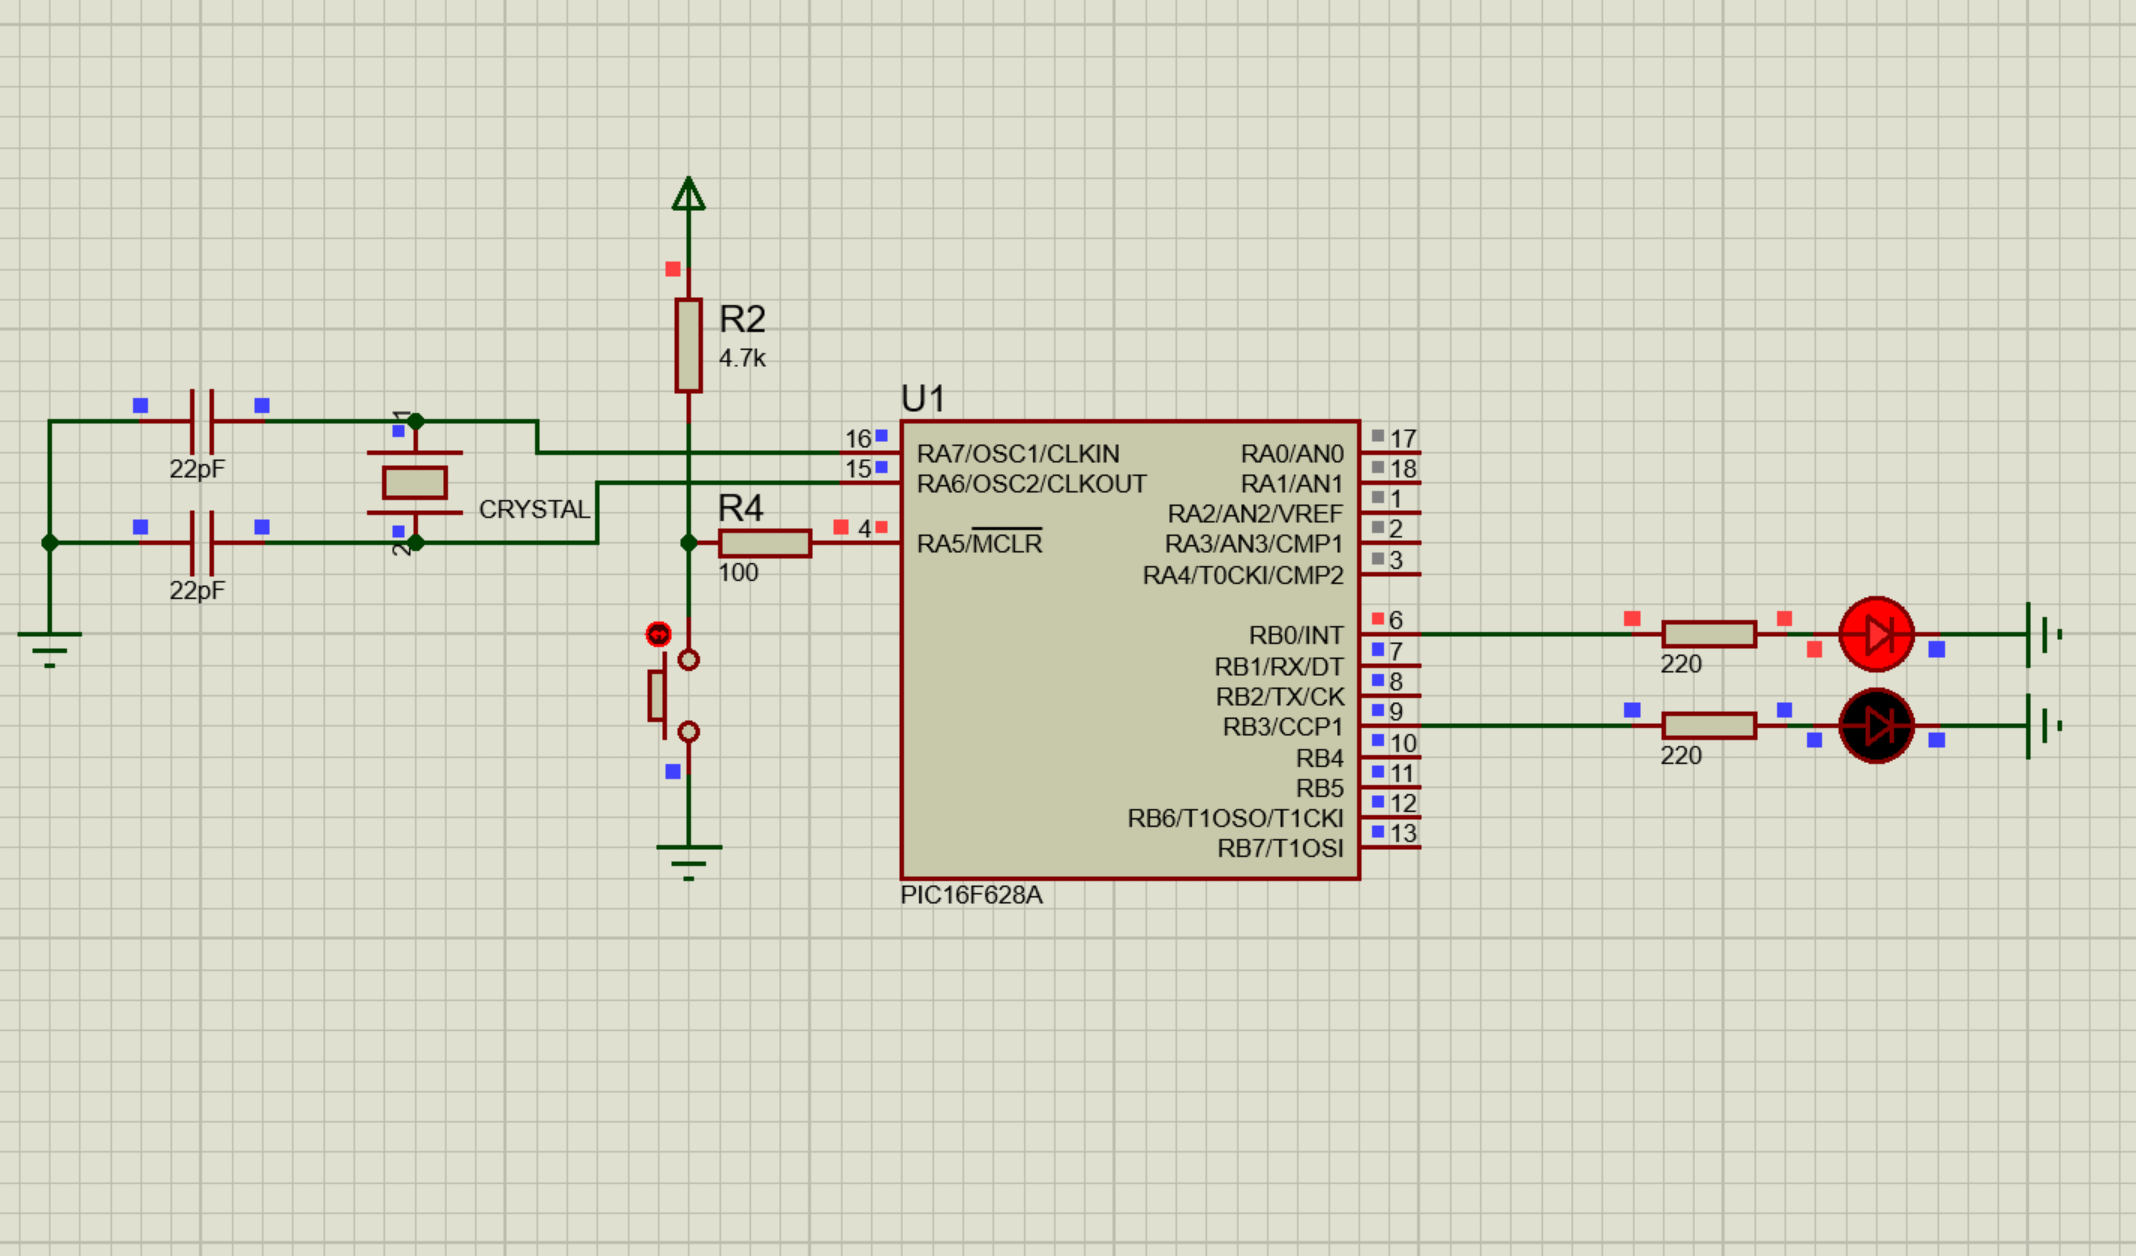 R2
4.7k
U1
1
22pF
CRYSTAL
2
22pF
R4
100
16
15
4
RA7/OSC1/CLKIN
RA6/OSC2/CLKOUT
RA5/MCLR
RA0/AN0
RA1/AN1
RA2/AN2/VREF
RA3/AN3/CMP1
RA4/T0CKI/CMP2
RB0/INT
RB1/RX/DT
RB2/TX/CK
RB3/CCP1
RB4
RB5
RB6/T1OSO/T1CKI
RB7/T1OSI
17
18
1
2
3
6
7
8
9
10
11
12
13
220
220
PIC16F628A